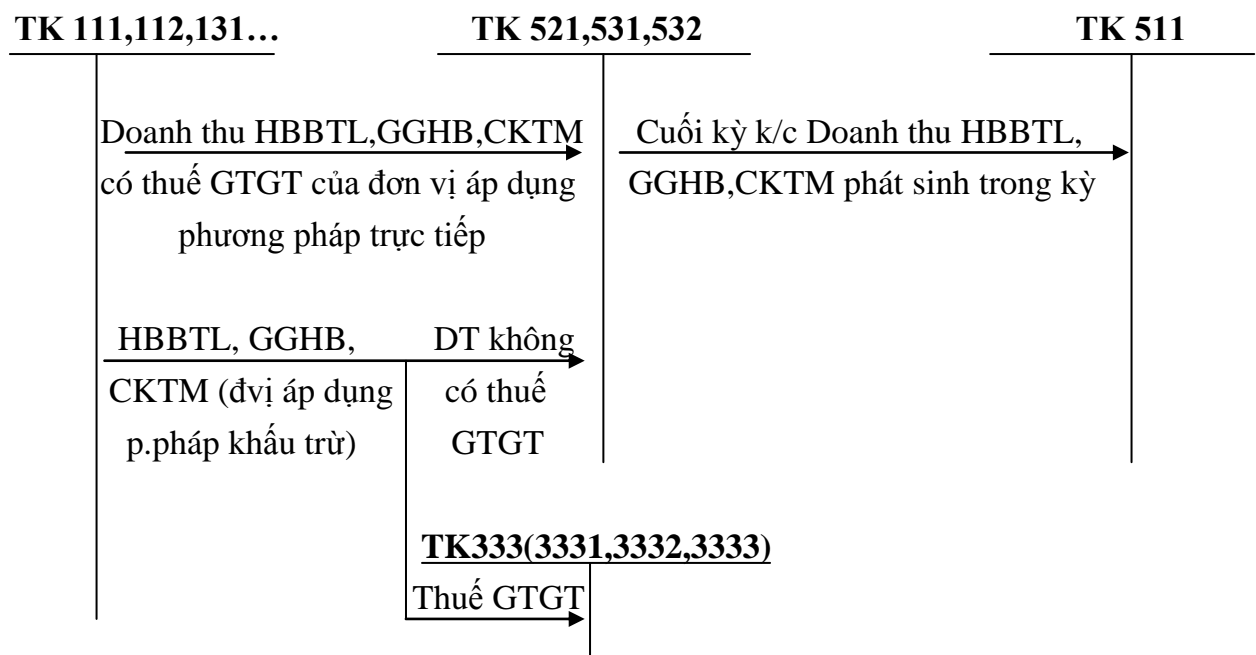 TK 111,112,131… TK 521,531,532 TK 511
Doanh thu HBBTL,GGHB,CKTM
có thuế GTGT của đơn vị áp dụng
phương pháp trực tiếp
Cuối kỳ k/c Doanh thu HBBTL,
GGHB,CKTM phát sinh trong kỳ
HBBTL, GGHB,
CKTM (đvị áp dụng
p.pháp khấu trừ)
DT không
có thuế
GTGT
TK333(3331,3332,3333)
Thuế GTGT